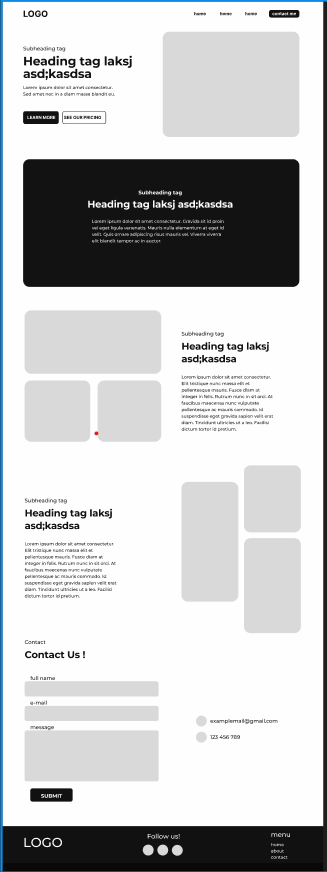 LOGO
home home home contact me
Subheading tag
Heading tag laksj
asd;kasdsa
Lorem ipsum dolor sit amet consectetur.
Sed amet nec in a diam massa blandit eu.
LEARN MORE SEE OUR PRICING
Subheading tag
Heading tag laksj asd;kasdsa
Lorem ipsum dolor sit amet consectetur. Gravida sit id proin
vel eget ligula venenatis. Mauris nulla elementum at eget id
velit. Quis ornare adipiscing risus mauris vel. Viverra viverra
elit blandit tempor ac in auctor
Subheading tag
Heading tag laksj
asd;kasdsa
Lorem ipsum dolor sit amet consectetur.
Elit tristique nunc sem nunc elit et
pellentesque mauris. Fusce diam at
integer in felis at. Rutrum nunc in sit orci. At
faucibus maecenas nunc vulputate
pellentesque ac mauris commodo. Id
suspendisse eget gravida sapien velit erat
diam. Tincidunt ultricies ut a leo. Facilisi
dictum tortor id pretium.
Subheading tag
Heading tag laksj
asd;kasdsa
Lorem ipsum dolor sit amet consectetur.
Elit tristique nunc sem nunc elit et
pellentesque mauris. Fusce diam at
integer in felis at. Rutrum nunc in sit orci. At
faucibus maecenas nunc vulputate
pellentesque ac mauris commodo. Id
suspendisse eget gravida sapien velit erat
diam. Tincidunt ultricies ut a leo. Facilisi
dictum tortor id pretium.
Contact
Contact Us !
full name
e-mail
message
examplemail@gmail.com
123 456 789
SUBMIT
LOGO
Follow us!
menu
home
about
contact